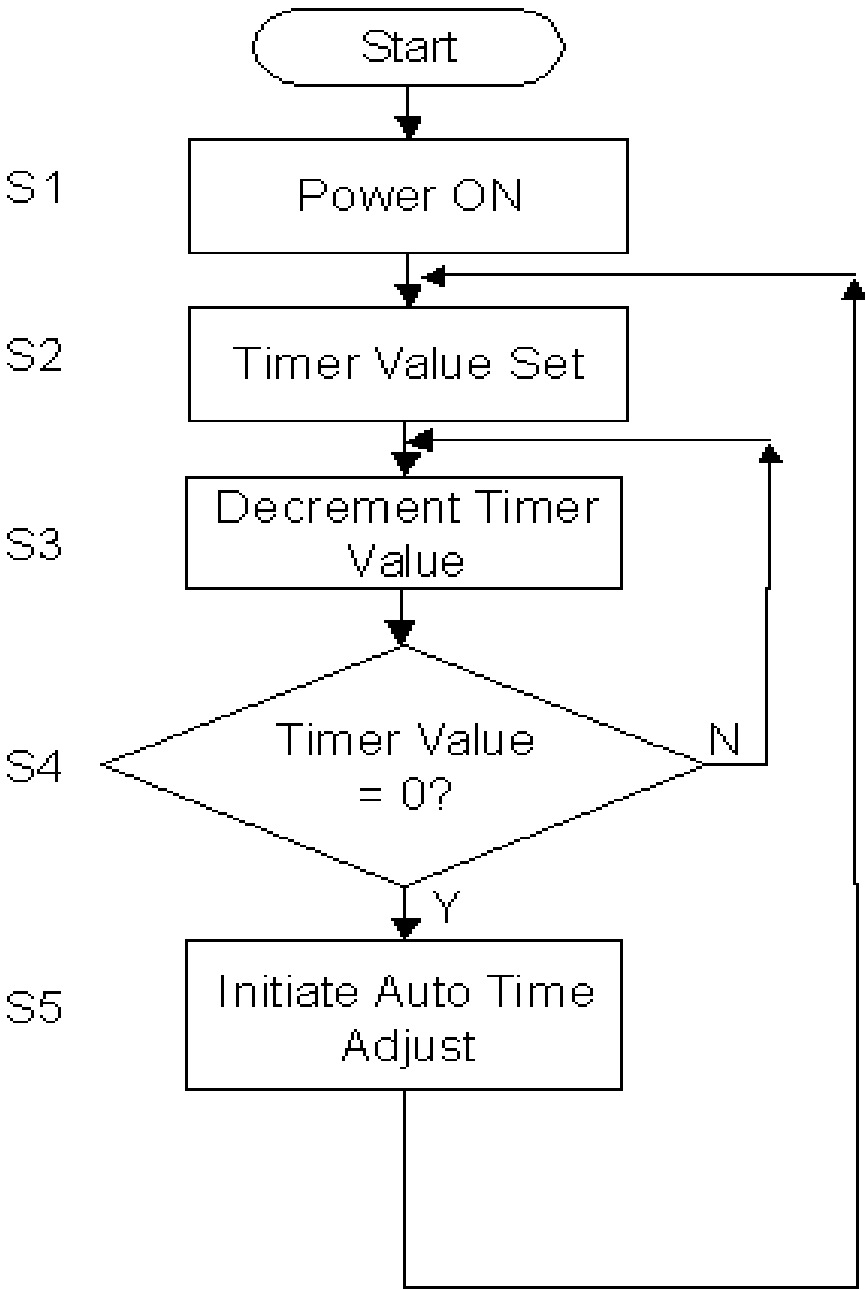 Start
S1
Power ON
S2
Timer Value Set
S3
Decrement Timer
Value
S4
Timer Value
= 0?
N
Y
S5
Initiate Auto Time
Adjust